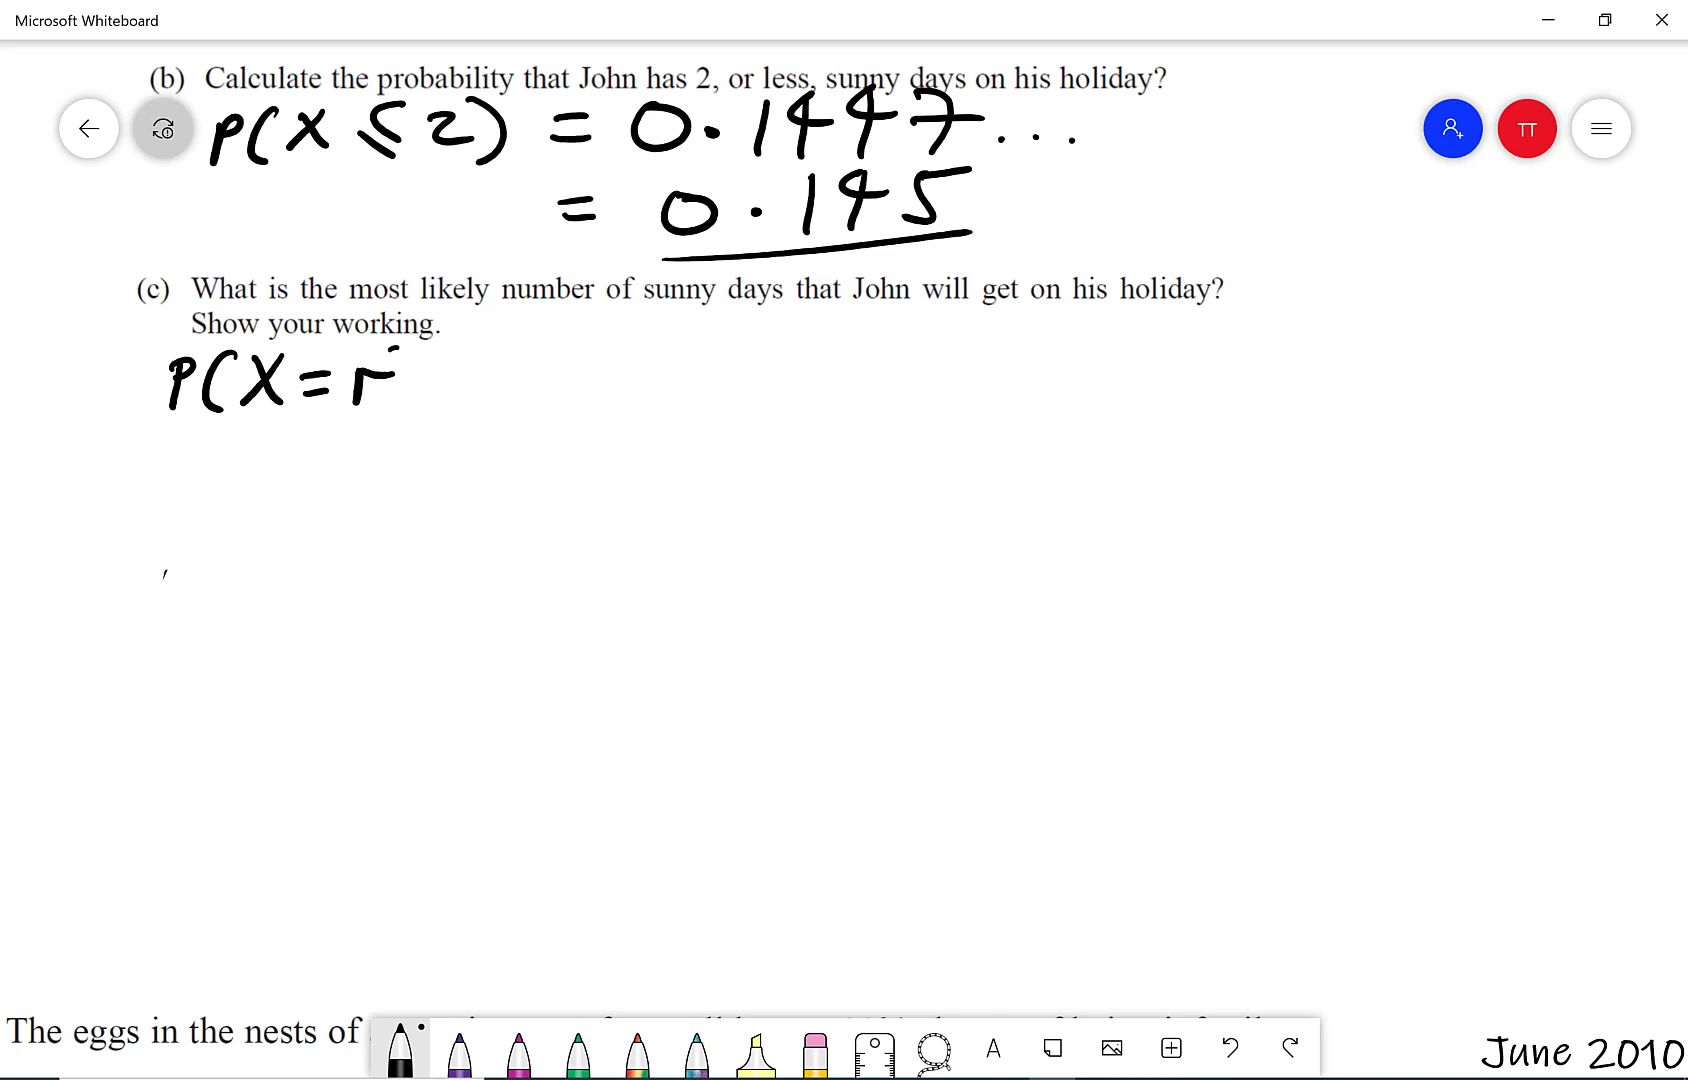 Microsoft Whiteboard
(b) Calculate the probability that John has 2, or less, sunny days on his holiday?
P(X ≤ 2) = 0.1447...
= 0.145
TT
(c) What is the most likely number of sunny days that John will get on his holiday?
Show your working.
P(X = r
The eggs in the nests of
A
June 2010